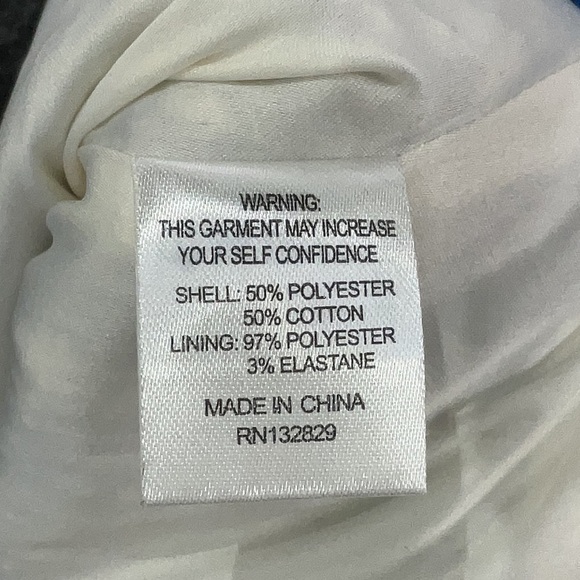 WARNING:
THIS GARMENT MAY INCREASE
YOUR SELF CONFIDENCE
SHELL: 50% POLYESTER
50% COTTON
LINING: 97% POLYESTER
3% ELASTANE
MADE IN CHINA
RN132829